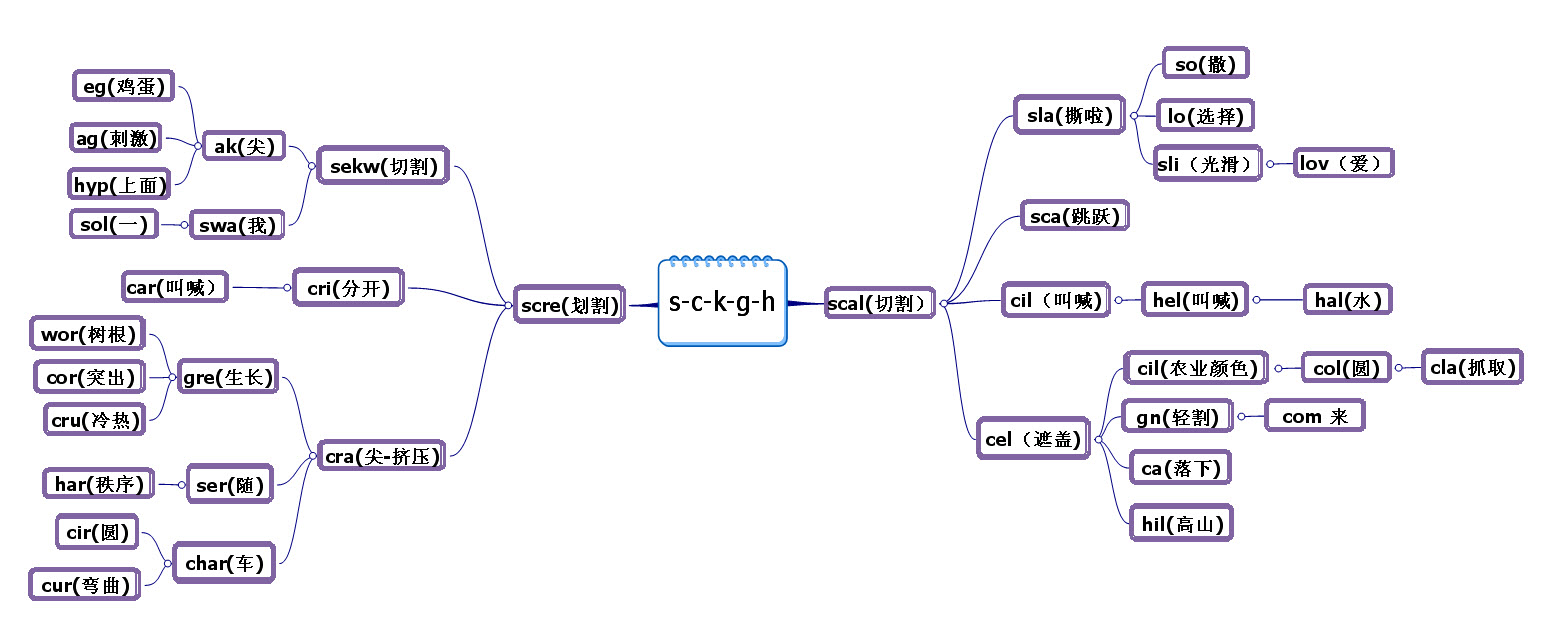 s-c-k-g-h
scre(划割)
sekw(切割)
ak(尖)
eg(鸡蛋)
ag(刺激)
hyp(上面)
swa(我)
sol(一)
cri(分开)
car(叫喊）
cra(尖-挤压)
gre(生长)
wor(树根)
cor(突出)
cru(冷热)
ser(随)
har(秩序)
char(车)
cir(圆)
cur(弯曲)
scal(切割）
sla(撕啦)
so(撒)
lo(选择)
sli（光滑）
lov（爱）
sca(跳跃)
cil（叫喊)
hel(叫喊)
hal(水)
cel（遮盖)
cil(农业颜色)
col(圆)
cla(抓取)
gn(轻割)
com 来
ca(落下)
hil(高山)